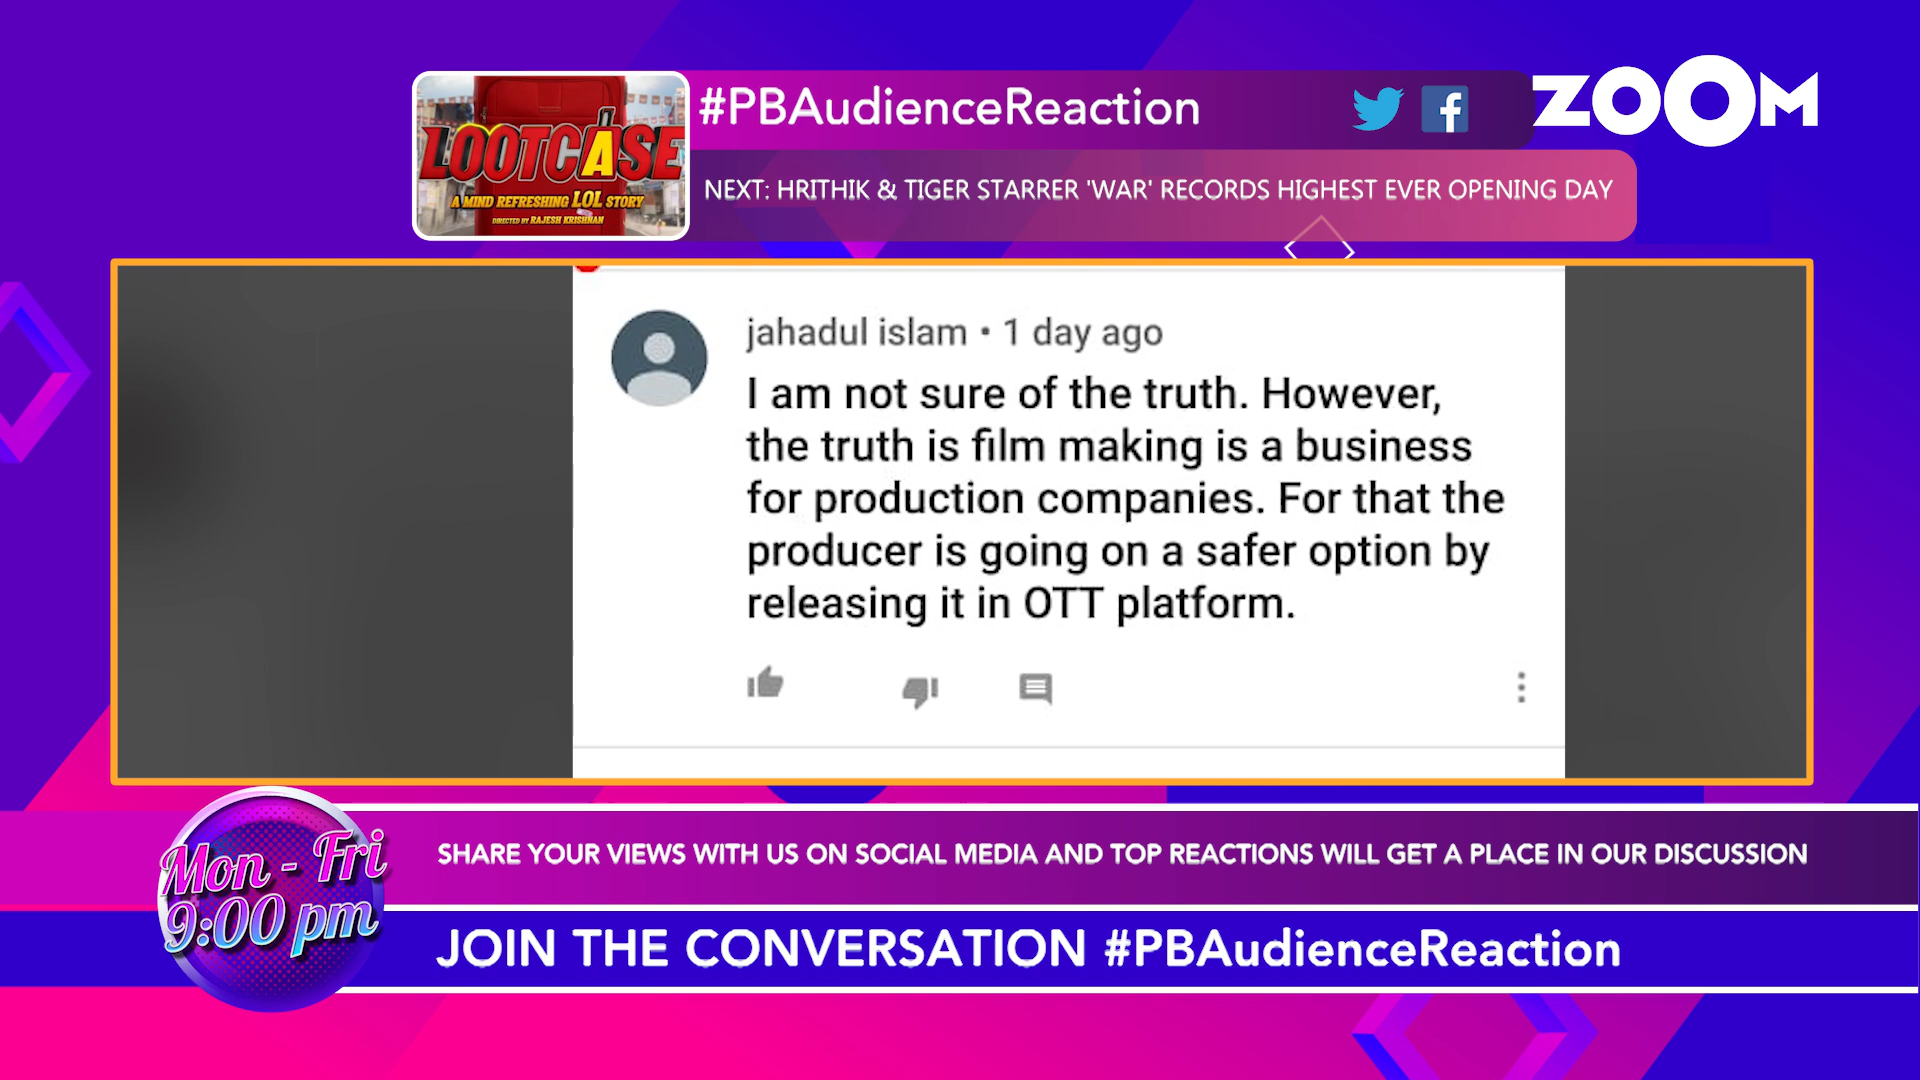 LOOTCASE
A MIND REFRESHING LOL STORY
DIRECTED BY RAJESH KRISHNAN
#PBAudienceReaction
f
ZOOM
NEXT: HRITHIK & TIGER STARRER 'WAR' RECORDS HIGHEST EVER OPENING DAY
jahadul islam • 1 day ago
I am not sure of the truth. However,
the truth is film making is a business
for production companies. For that the
producer is going on a safer option by
releasing it in OTT platform.
Mon - Fri
9:00 pm
SHARE YOUR VIEWS WITH US ON SOCIAL MEDIA AND TOP REACTIONS WILL GET A PLACE IN OUR DISCUSSION
JOIN THE CONVERSATION #PBAudienceReaction